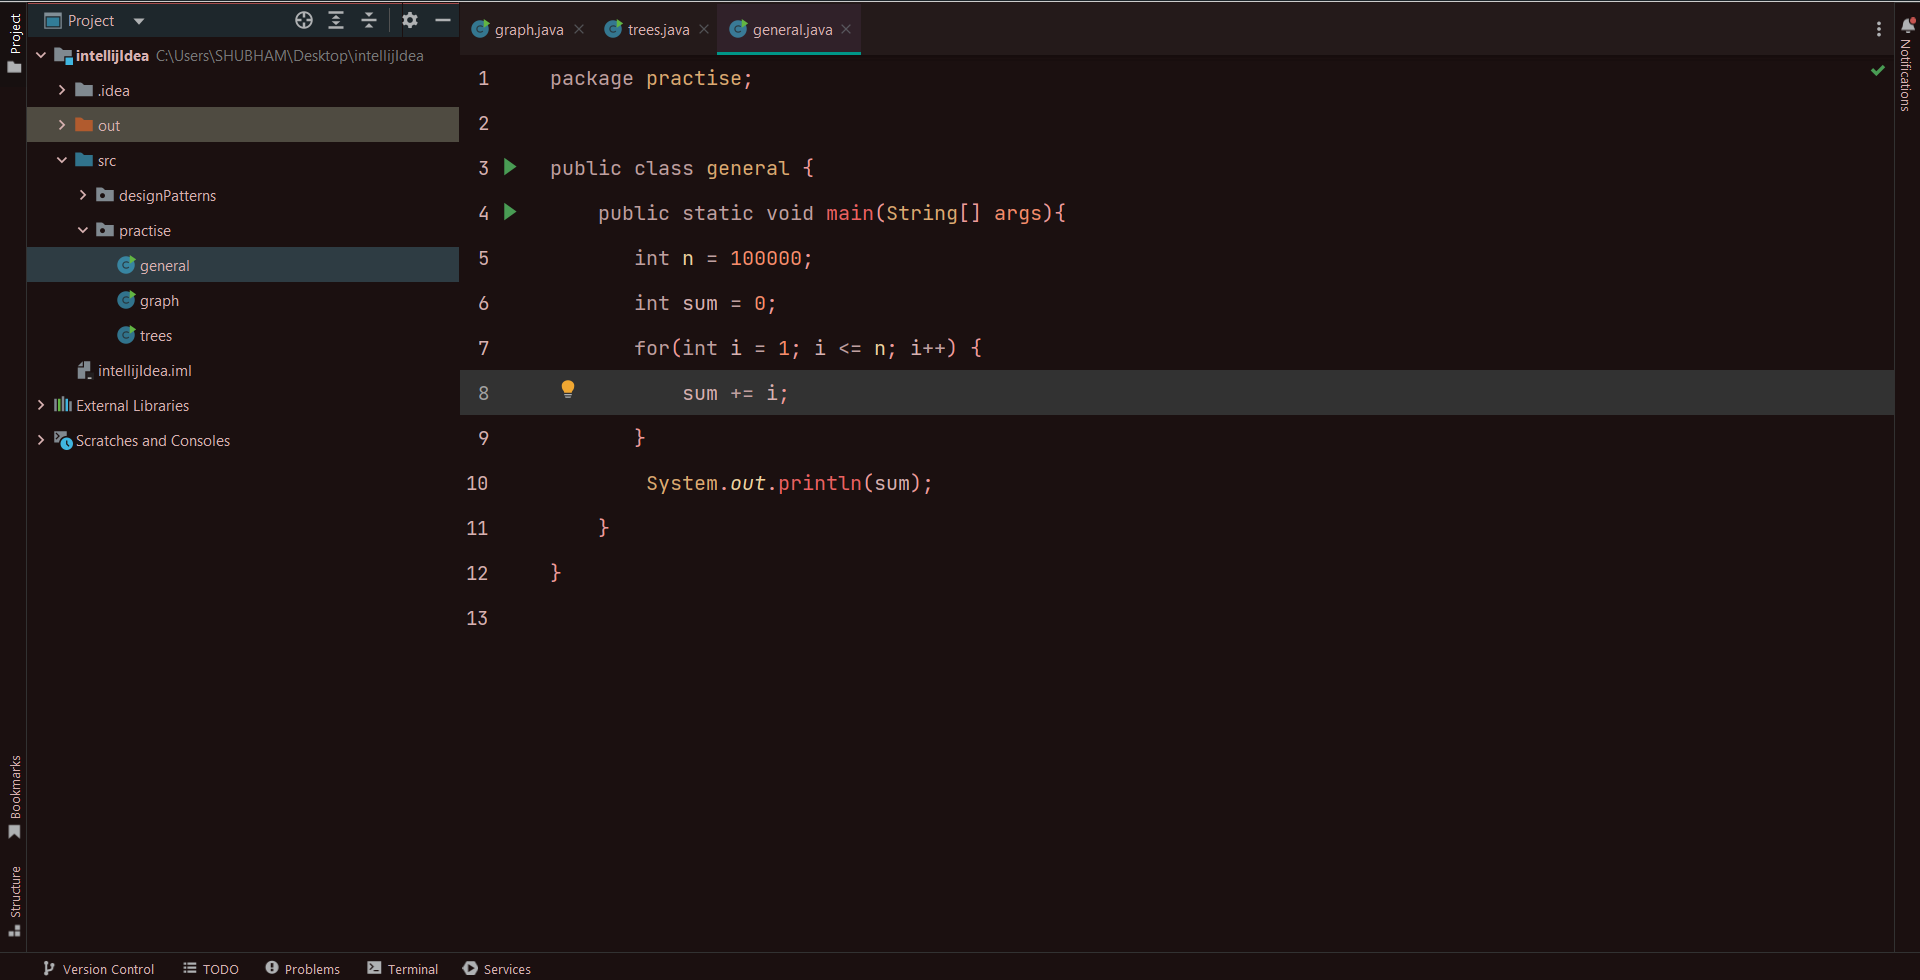 Project
Project
intellijIdea C:\Users\SHUBHAM\Desktop\intellijIdea
.idea
out
src
designPatterns
practise
general
graph
trees
intellijIdea.iml
External Libraries
Scratches and Consoles
Bookmarks
Structure
graph.java trees.java general.java
1 package practise;
2
3 public class general {
4 public static void main(String[] args){
5 int n = 100000;
6 int sum = 0;
7 for(int i = 1; i <= n; i++) {
8 sum += i;
9 }
10 System.out.println(sum);
11 }
12 }
13
Notifications
Version Control TODO Problems Terminal Services